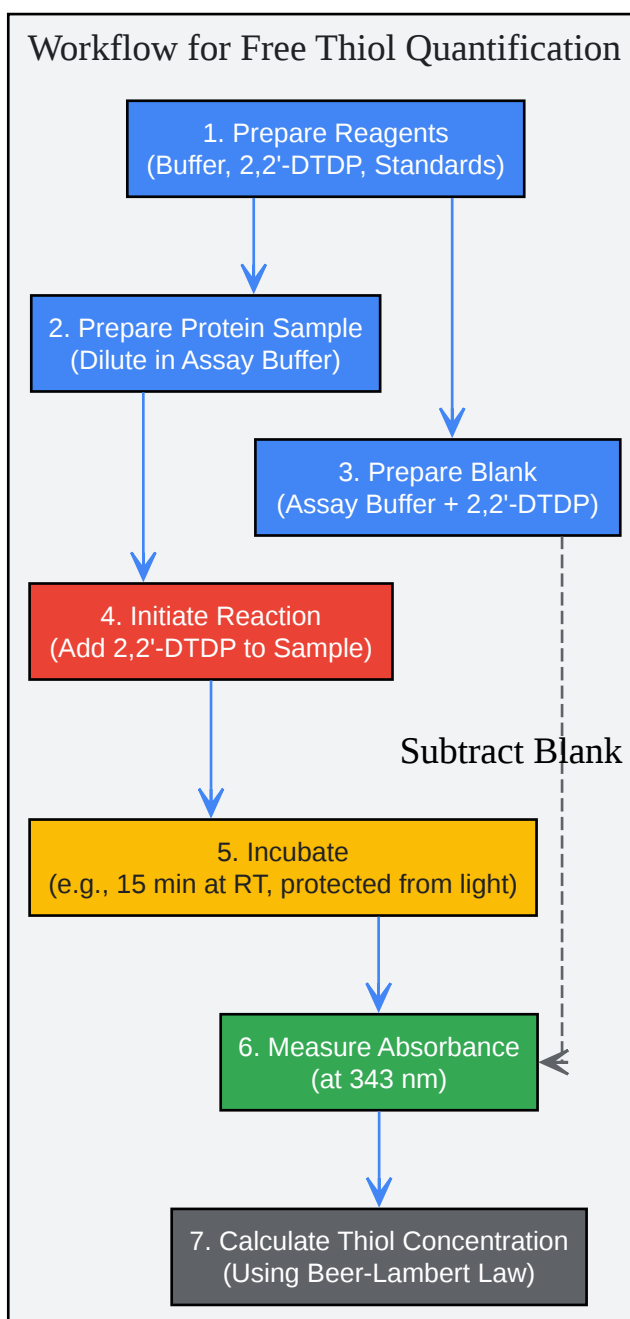 Workflow for Free Thiol Quantification
1. Prepare Reagents
(Buffer, 2,2'-DTDP, Standards)
2. Prepare Protein Sample
(Dilute in Assay Buffer)
3. Prepare Blank
(Assay Buffer + 2,2'-DTDP)
4. Initiate Reaction
(Add 2,2'-DTDP to Sample)
Subtract Blank
5. Incubate
(e.g., 15 min at RT, protected from light)
6. Measure Absorbance
(at 343 nm)
7. Calculate Thiol Concentration
(Using Beer-Lambert Law)